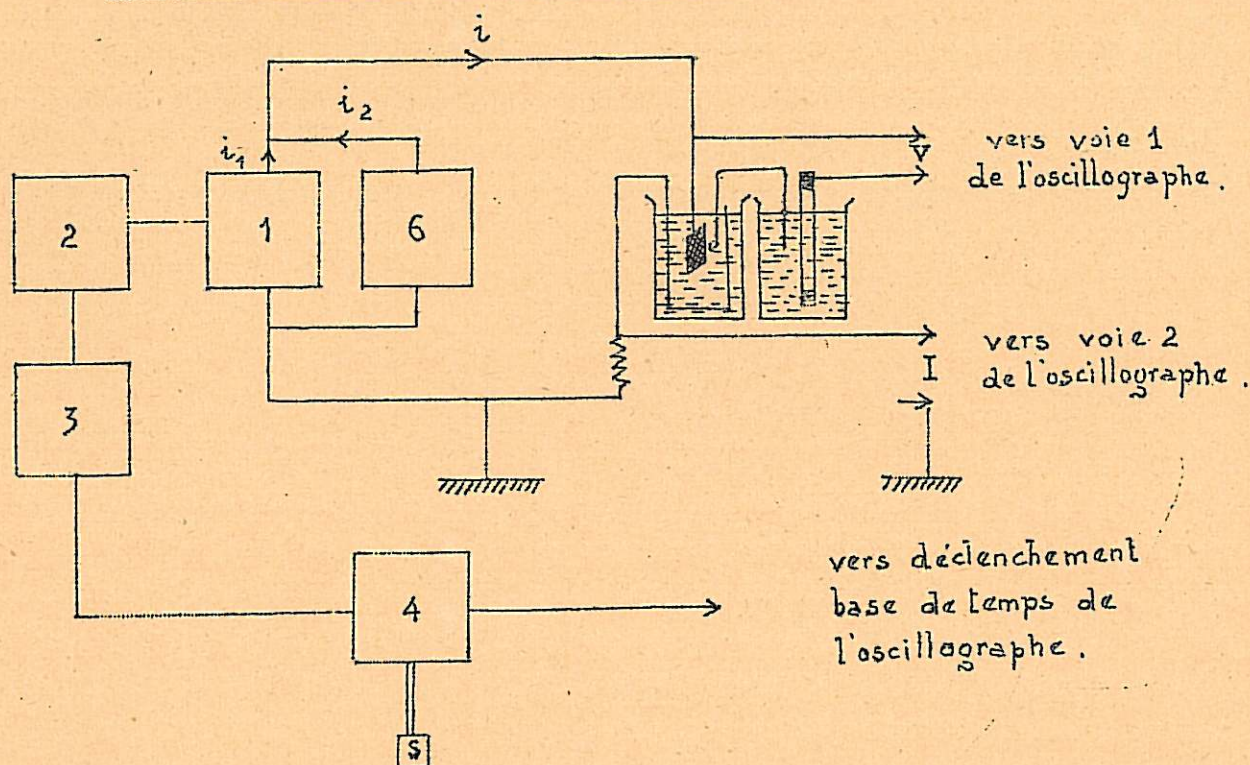 i
i2
i1
2
1
6
vers voie 1
V
de l'oscillographe.
vers voie 2
I
de l'oscillographe.
3
vers déclenchement
base de temps de
l'oscillographe.
4
S